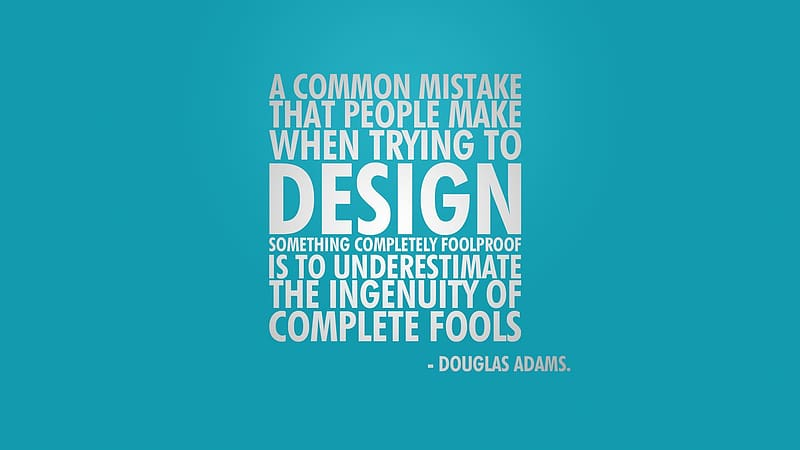 A COMMON MISTAKE
THAT PEOPLE MAKE
WHEN TRYING TO
DESIGN
SOMETHING COMPLETELY FOOLPROOF
IS TO UNDERESTIMATE
THE INGENUITY OF
COMPLETE FOOLS
- DOUGLAS ADAMS.